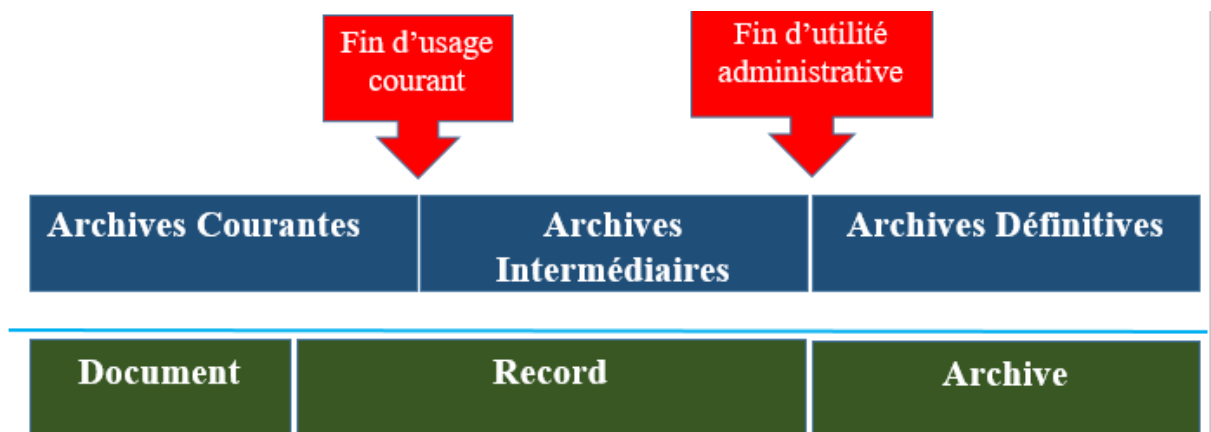 Fin d’usage
courant
Fin d’utilité
administrative
Archives Courantes
Archives
Intermédiaires
Archives Définitives
Document
Record
Archive